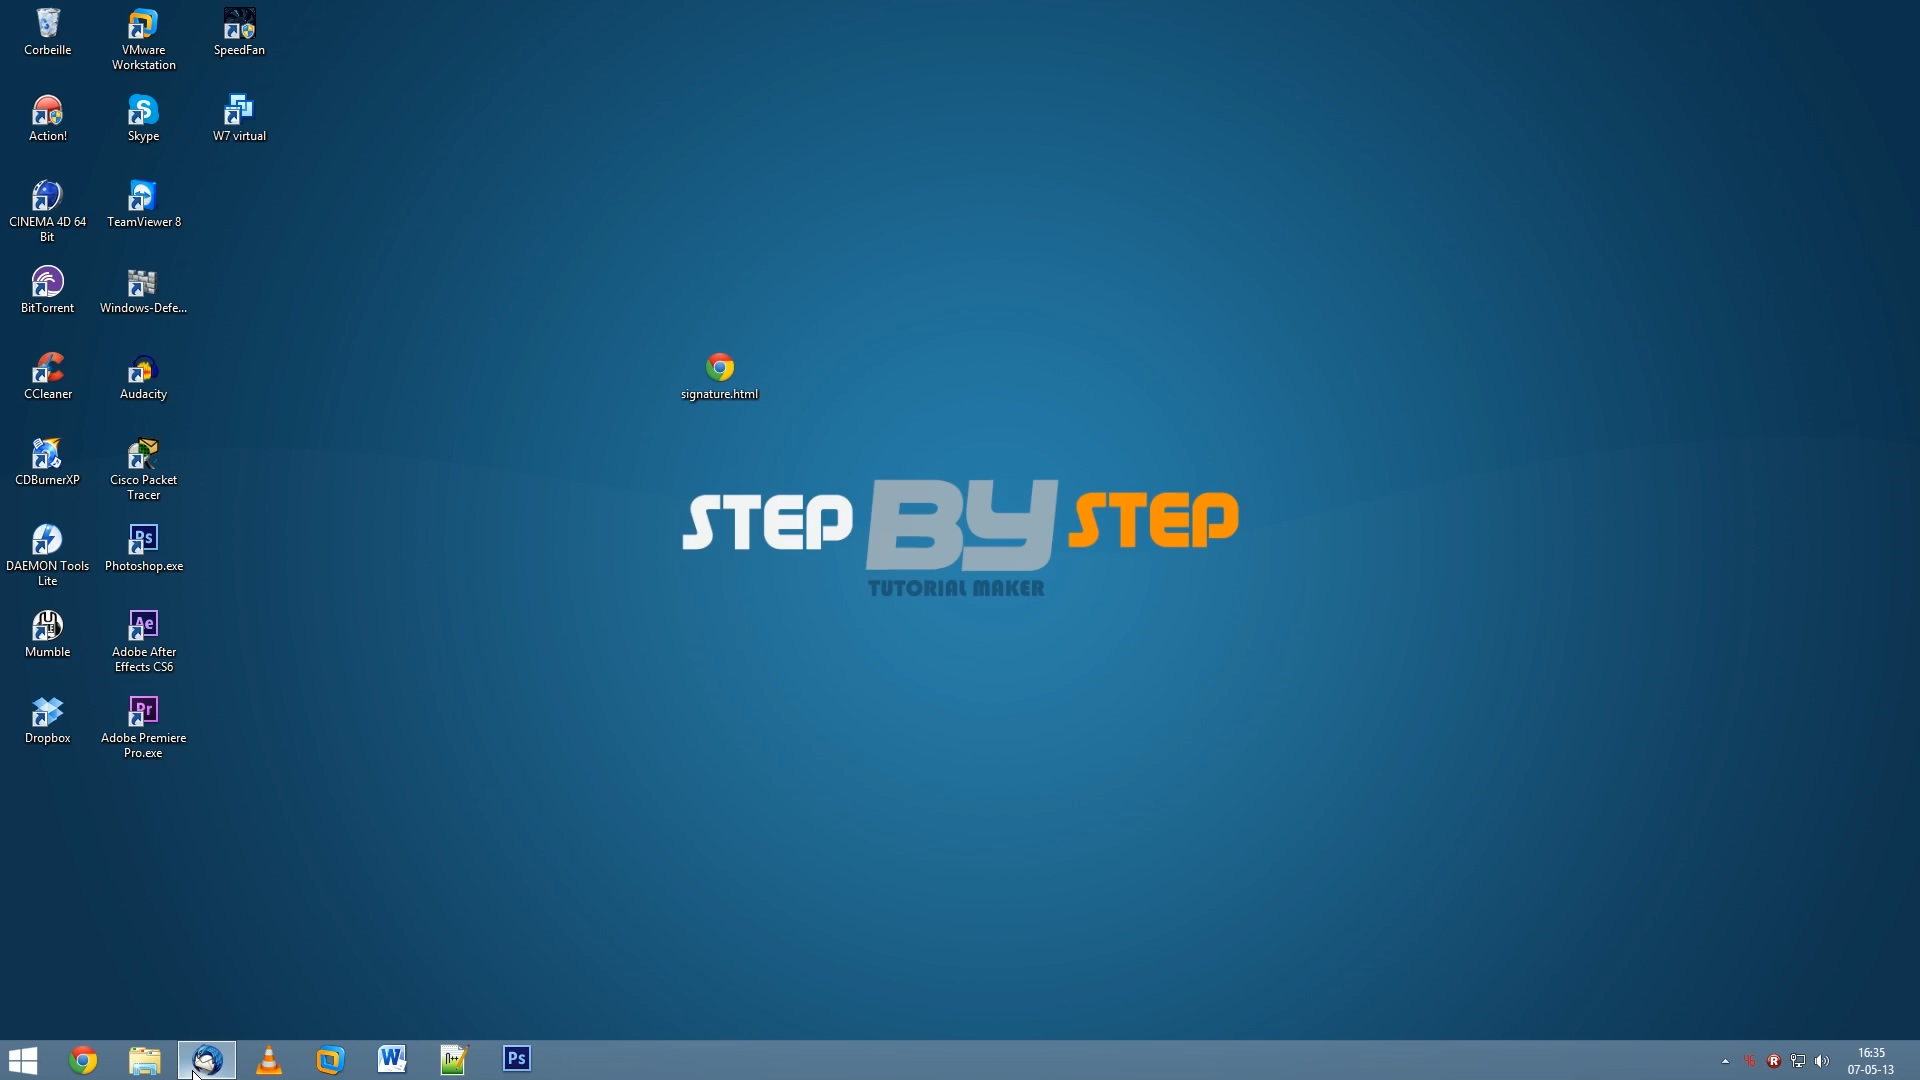 Corbeille
VMware
Workstation
SpeedFan
Action!
Skype
W7 virtual
CINEMA 4D 64
Bit
TeamViewer 8
BitTorrent
Windows-Defe...
CCleaner
Audacity
signature.html
CDBurnerXP
Cisco Packet
Tracer
STEP BY STEP
TUTORIAL MAKER
DAEMON Tools
Lite
Photoshop.exe
Mumble
Adobe After
Effects CS6
Dropbox
Adobe Premiere
Pro.exe
46
16:35
07-05-13